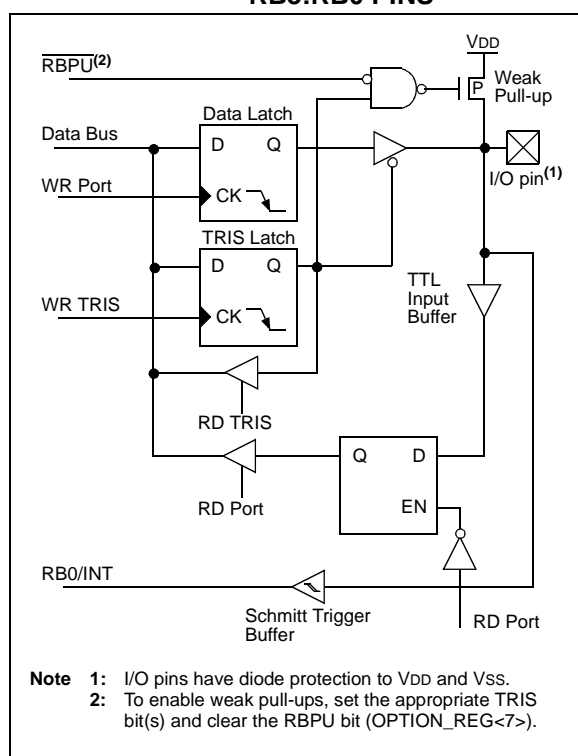 RB3:RB0 PINS
VDD
RBPU(2)
Weak
Pull-up
P
Data Latch
Data Bus
D Q
I/O pin(1)
WR Port
CK
TRIS Latch
D Q
TTL
Input
Buffer
WR TRIS
CK
RD TRIS
Q D
RD Port
EN
RB0/INT
Schmitt Trigger
Buffer
RD Port
Note 1: I/O pins have diode protection to VDD and VSS.
2: To enable weak pull-ups, set the appropriate TRIS
bit(s) and clear the RBPU bit (OPTION_REG<7>).